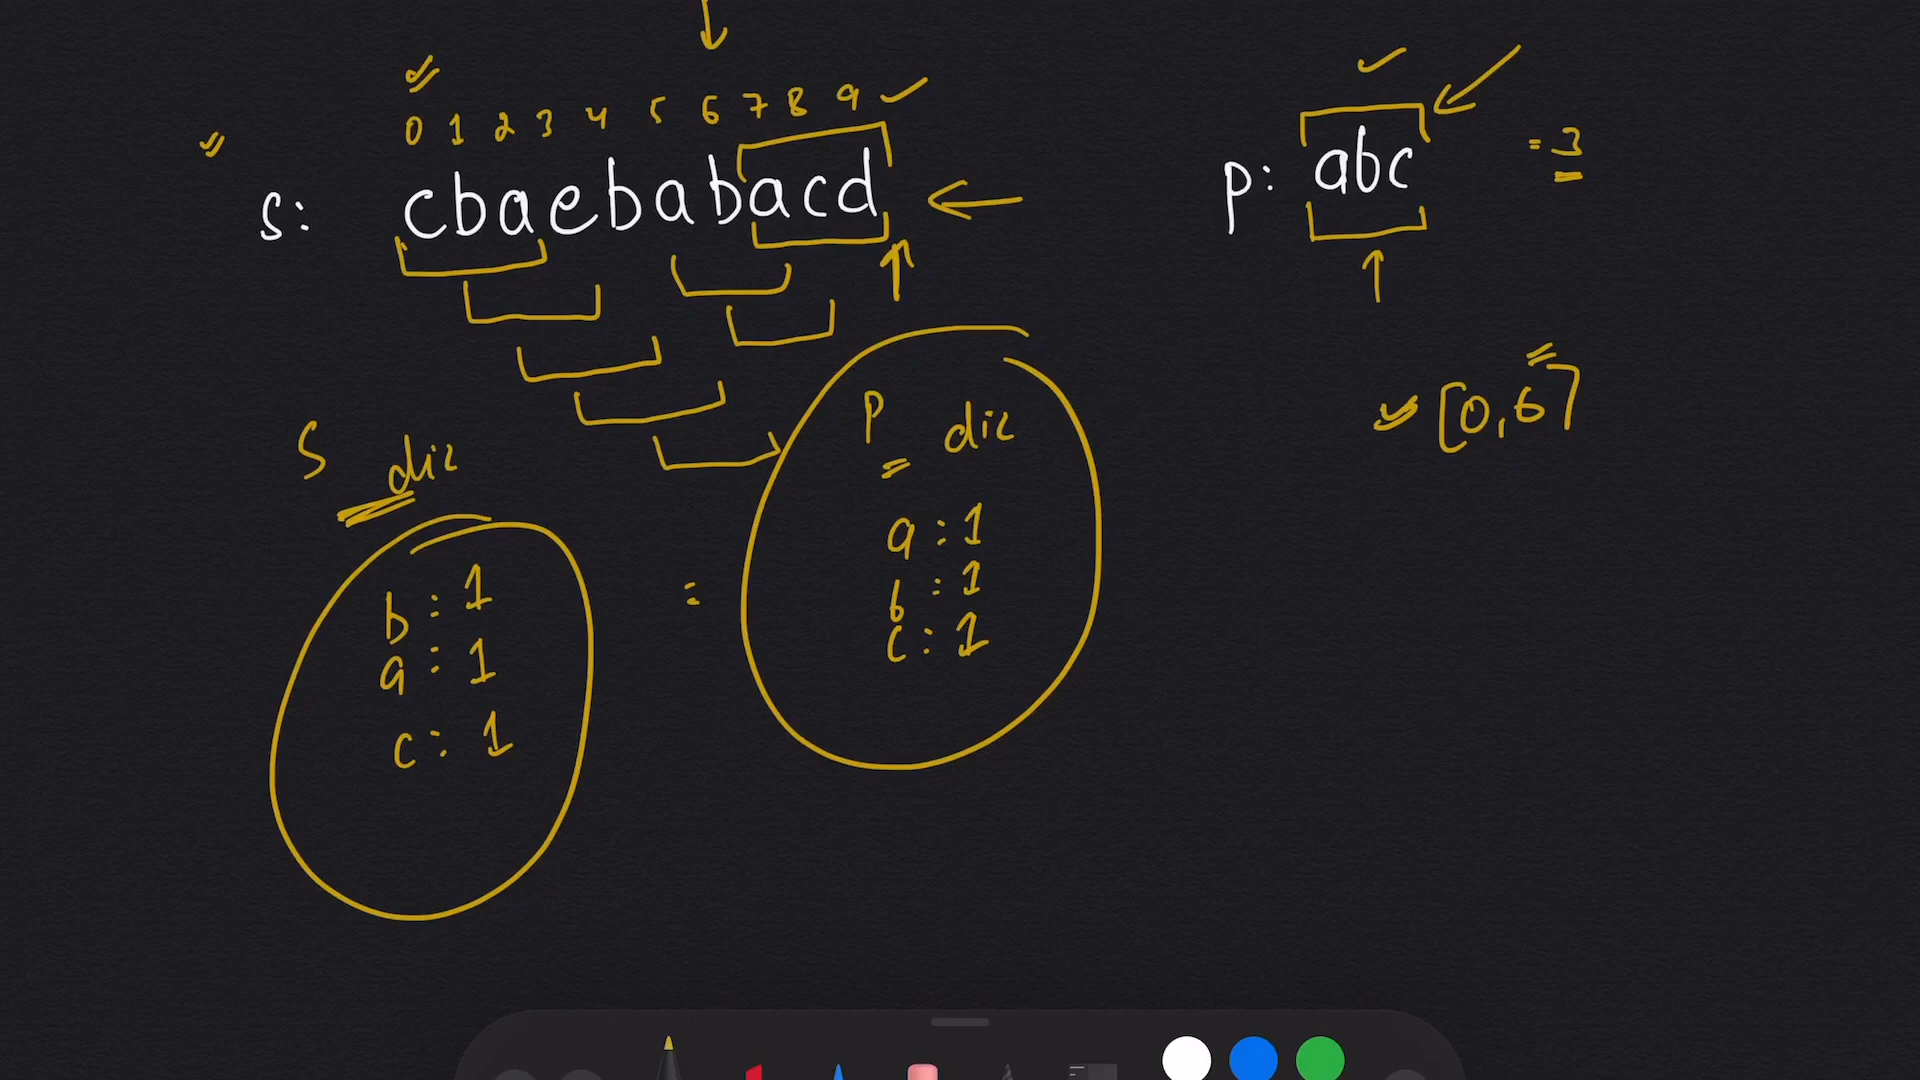 0 1 2 3 4 5 6 7 8 9
s: cbaebabacd
p: abc = 3
[0,6]
S dic
b : 1
a : 1
c : 1
=
P dic
a : 1
b : 1
c : 1